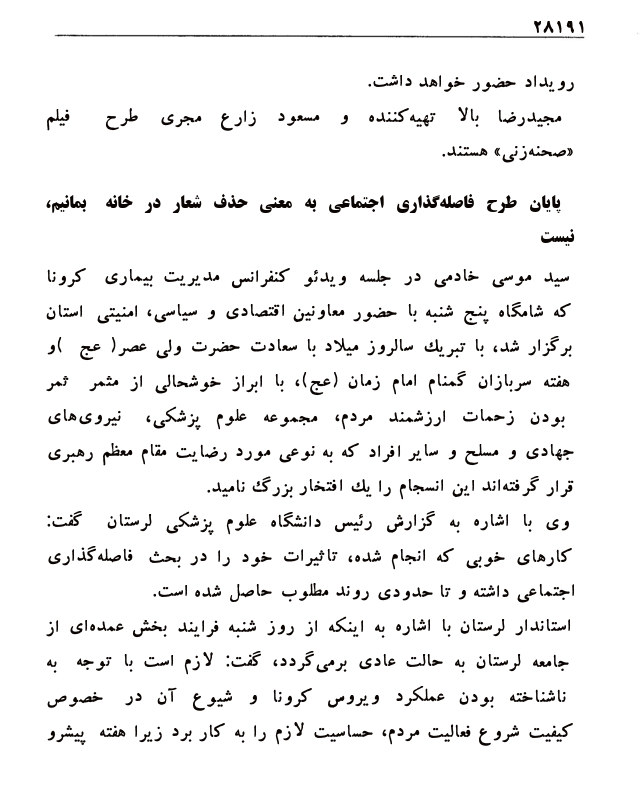 ۲۸۱۹۱
رویداد حضور خواهد داشت.
مجیدرضا بالا تهیه‌کننده و مسعود زارع مجری طرح فیلم
«صحنه‌زنی» هستند.
پایان طرح فاصله‌گذاری اجتماعی به معنی حذف شعار در خانه بمانیم،
نیست
سید موسی خادمی در جلسه ویدئو کنفرانس مدیریت بیماری کرونا
که شامگاه پنج شنبه با حضور معاونین اقتصادی و سیاسی، امنیتی استان
برگزار شد، با تبریك سالروز میلاد با سعادت حضرت ولی عصر( عج )و
هفته سربازان گمنام امام زمان (عج)، با ابراز خوشحالی از مثمر ثمر
بودن زحمات ارزشمند مردم، مجموعه علوم پزشکی، نیروی‌های
جهادی و مسلح و سایر افراد که به نوعی مورد رضایت مقام معظم رهبری
قرار گرفته‌اند این انسجام را یك افتخار بزرگ نامید.
وی با اشاره به گزارش رئیس دانشگاه علوم پزشکی لرستان گفت:
کارهای خوبی که انجام شده، تاثیرات خود را در بحث فاصله‌گذاری
اجتماعی داشته و تا حدودی روند مطلوب حاصل شده است.
استاندار لرستان با اشاره به اینکه از روز شنبه فرایند بخش عمده‌ای از
جامعه لرستان به حالت عادی برمی‌گردد، گفت: لازم است با توجه به
ناشناخته بودن عملکرد ویروس کرونا و شیوع آن در خصوص
کیفیت شروع فعالیت مردم، حساسیت لازم را به کار برد زیرا هفته پیشرو